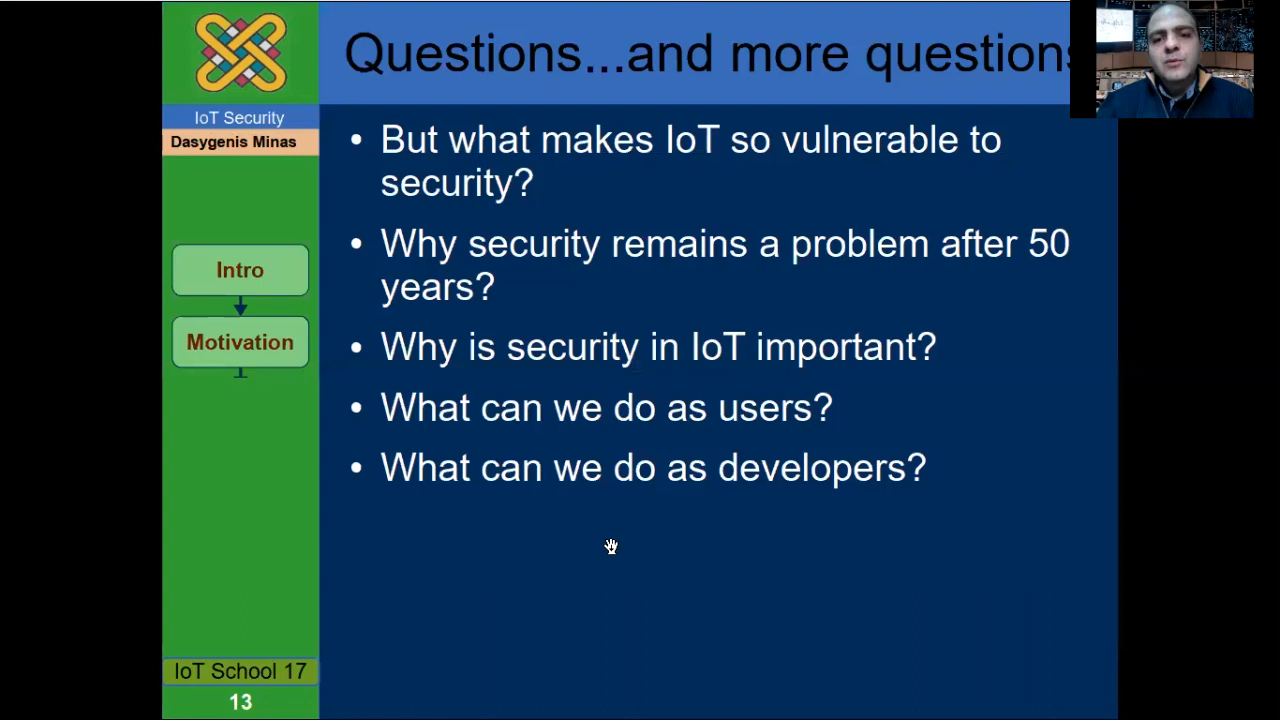 Questions...and more questions
IoT Security
Dasygenis Minas
• But what makes IoT so vulnerable to
security?
• Why security remains a problem after 50
years?
Intro
• Why is security in IoT important?
Motivation
• What can we do as users?
• What can we do as developers?
IoT School 17
13